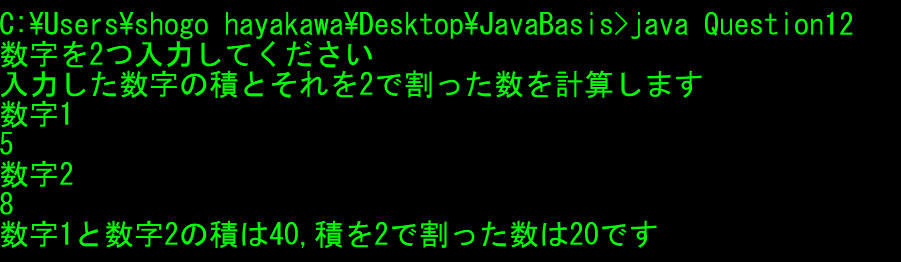 C:¥Users¥shogo hayakawa¥Desktop¥JavaBasis>java Question12
数字を2つ入力してください
入力した数字の積とそれを2で割った数を計算します
数字1
5
数字2
8
数字1と数字2の積は40,積を2で割った数は20です